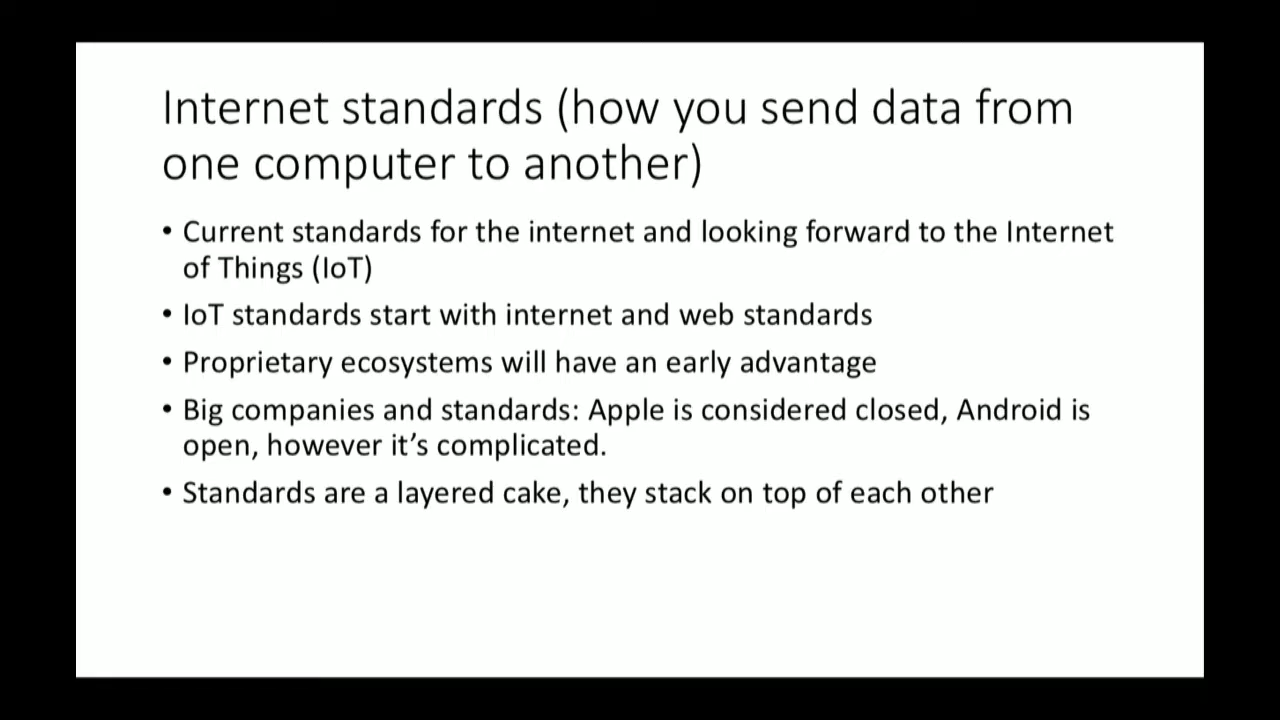 Internet standards (how you send data from
one computer to another)
• Current standards for the internet and looking forward to the Internet
of Things (IoT)
• IoT standards start with internet and web standards
• Proprietary ecosystems will have an early advantage
• Big companies and standards: Apple is considered closed, Android is
open, however it’s complicated.
• Standards are a layered cake, they stack on top of each other